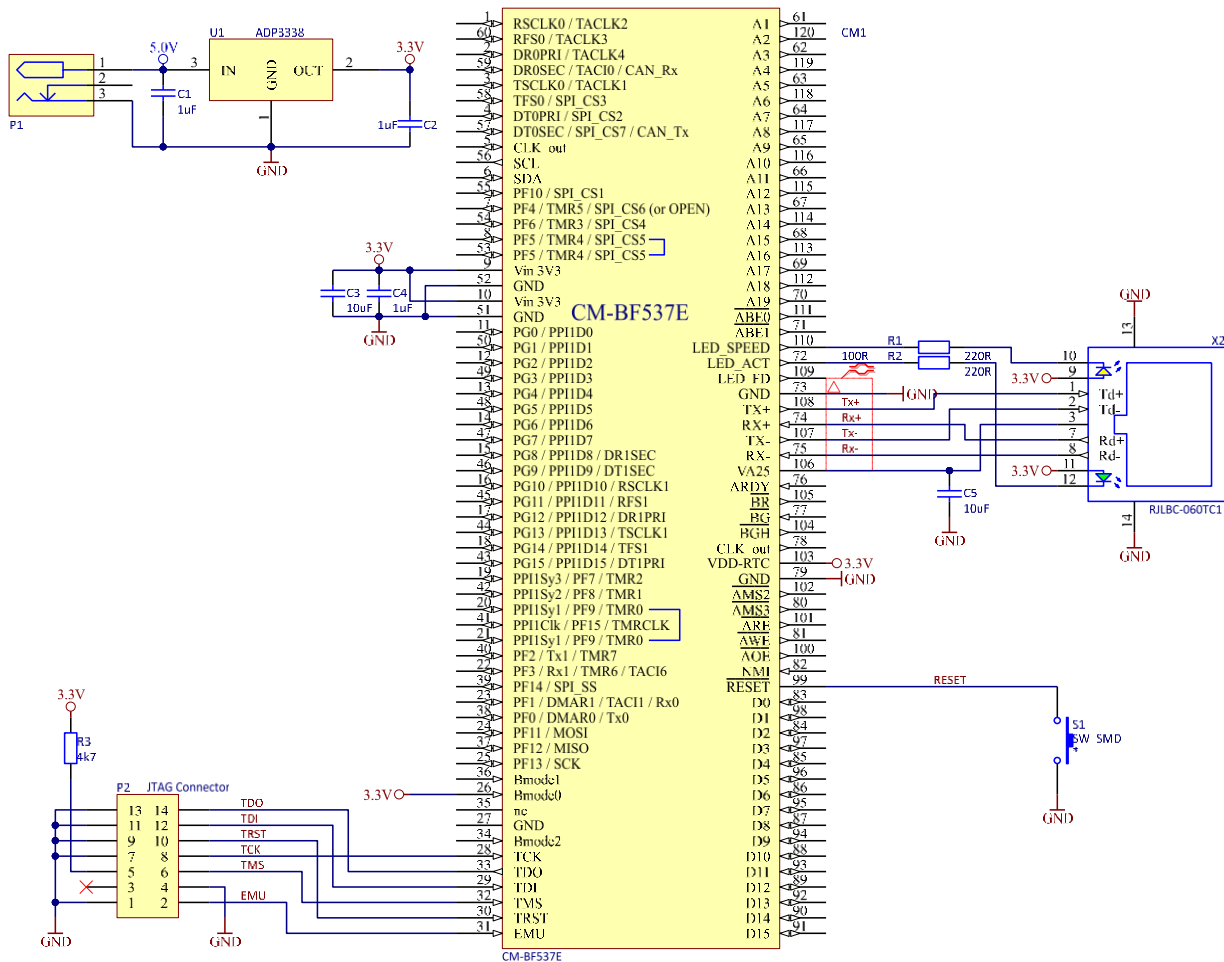 U1 ADP3338
5.0V
3.3V
IN GND OUT
3 2 1
1
2
3
P1
C1
1uF
1uF C2
GND
3.3V
C3
10uF
C4
1uF
GND
CM1
CM-BF537E
1 RSCLK0 / TACLK2
60 RFS0 / TACLK3
2 DR0PRI / TACLK4
59 DR0SEC / TACI0 / CAN_Rx
3 TSCLK0 / TACLK1
58 TFS0 / SPI_CS3
4 DT0PRI / SPI_CS2
57 DT0SEC / SPI_CS7 / CAN_Tx
5 CLK_out
56 SCL
6 SDA
55 PF10 / SPI_CS1
7 PF4 / TMR5 / SPI_CS6 (or OPEN)
54 PF6 / TMR3 / SPI_CS4
8 PF5 / TMR4 / SPI_CS5
53 PF5 / TMR4 / SPI_CS5
9 Vin 3V3
52 GND
10 Vin 3V3
51 GND
11 PG0 / PPI1D0
50 PG1 / PPI1D1
12 PG2 / PPI1D2
49 PG3 / PPI1D3
13 PG4 / PPI1D4
48 PG5 / PPI1D5
14 PG6 / PPI1D6
47 PG7 / PPI1D7
15 PG8 / PPI1D8 / DR1SEC
46 PG9 / PPI1D9 / DT1SEC
16 PG10 / PPI1D10 / RSCLK1
45 PG11 / PPI1D11 / RFS1
17 PG12 / PPI1D12 / DR1PRI
44 PG13 / PPI1D13 / TSCLK1
18 PG14 / PPI1D14 / TFS1
43 PG15 / PPI1D15 / DT1PRI
19 PPI1Sy3 / PF7 / TMR2
42 PPI1Sy2 / PF8 / TMR1
20 PPI1Sy1 / PF9 / TMR0
41 PPI1Clk / PF15 / TMRCLK
21 PPI1Sy1 / PF9 / TMR0
40 PF2 / Tx1 / TMR7
22 PF3 / Rx1 / TMR6 / TACI6
39 PF14 / SPI_SS
23 PF1 / DMAR1 / TACI1 / Rx0
38 PF0 / DMAR0 / Tx0
24 PF11 / MOSI
37 PF12 / MISO
25 PF13 / SCK
36 Bmode1
26 Bmode0
35 nc
27 GND
34 Bmode2
28 TCK
33 TDO
29 TDI
32 TMS
30 TRST
31 EMU
A1 61
A2 120
A3 62
A4 119
A5 63
A6 118
A7 64
A8 117
A9 65
A10 116
A11 66
A12 115
A13 67
A14 114
A15 68
A16 113
A17 69
A18 112
A19 70
ABE0 111
ABE1 71
LED_SPEED 110
LED_ACT 72
LED_FD 109
GND 73
TX+ 108
RX+ 74
TX- 107
RX- 75
VA25 106
ARDY 76
BR 105
BG 77
BGH 104
CLK_out 78
VDD-RTC 103
GND 79
AMS2 102
AMS3 80
ARE 101
AWE 81
AOE 100
NMI 82
RESET 99
D0 83
D1 98
D2 84
D3 97
D4 85
D5 96
D6 86
D7 95
D8 87
D9 94
D10 88
D11 93
D12 89
D13 92
D14 90
D15 91
CM-BF537E
R1 220R
100R R2 220R
GND
Tx+
Rx+
Tx-
Rx-
C5
10uF
GND
3.3V
GND
GND
13
X2
10
3.3V 9
1 Td+
2 Td-
3
7 Rd+
8 Rd-
3.3V 11
12
RJLBC-060TC1
14
GND
RESET
S1
SW_SMD
GND
3.3V
R3
4k7
P2 JTAG Connector
13 14 TDO
11 12 TDI
9 10 TRST
7 8 TCK
5 6 TMS
3 4
1 2 EMU
GND
GND
3.3V